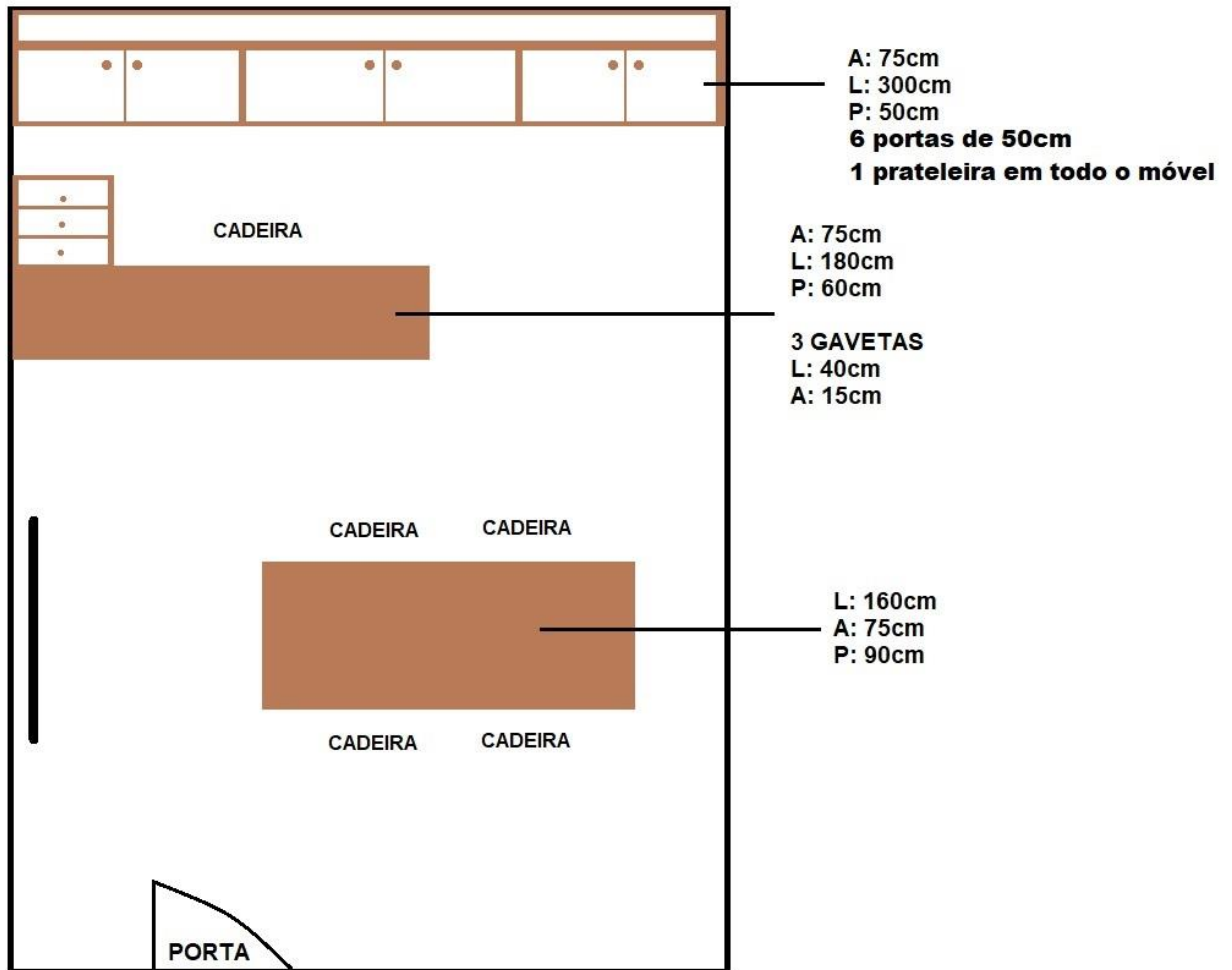 A: 75cm
L: 300cm
P: 50cm
6 portas de 50cm
1 prateleira em todo o móvel
CADEIRA
A: 75cm
L: 180cm
P: 60cm
3 GAVETAS
L: 40cm
A: 15cm
CADEIRA CADEIRA
L: 160cm
A: 75cm
P: 90cm
CADEIRA CADEIRA
PORTA